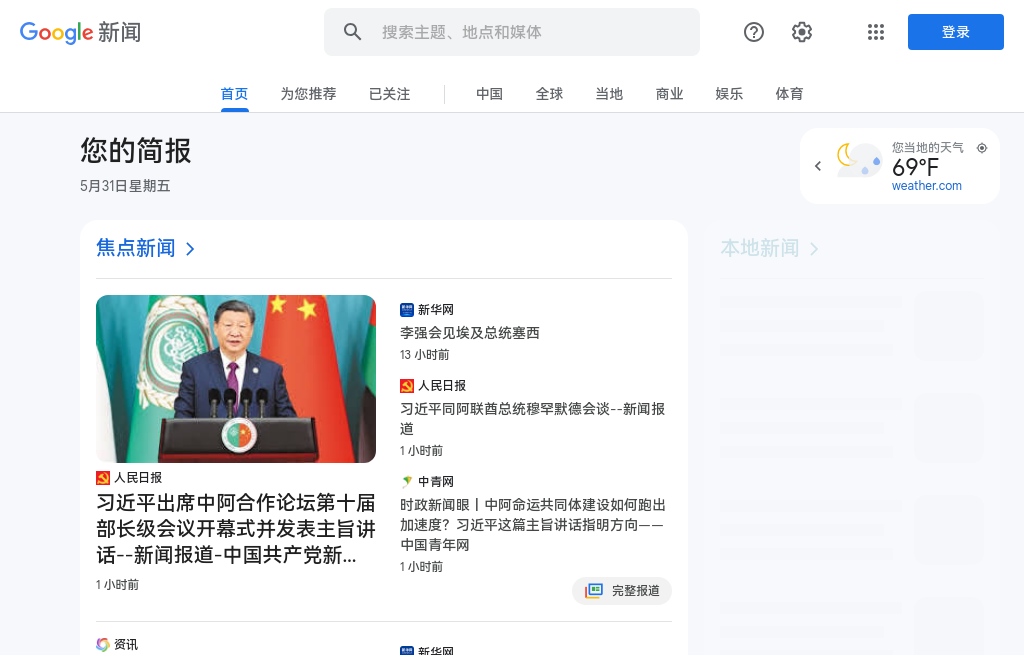 Google 新闻
搜索主题、地点和媒体
登录
首页 为您推荐 已关注 中国 全球 当地 商业 娱乐 体育
您的简报
5月31日星期五
您当地的天气
69°F
weather.com
焦点新闻
本地新闻
人民日报
习近平出席中阿合作论坛第十届
部长级会议开幕式并发表主旨讲
话--新闻报道-中国共产党新...
1 小时前
新华网
李强会见埃及总统塞西
13 小时前
人民日报
习近平同阿联酋总统穆罕默德会谈--新闻报
道
1 小时前
中青网
时政新闻眼丨中阿命运共同体建设如何跑出
加速度？习近平这篇主旨讲话指明方向——
中国青年网
1 小时前
完整报道
资讯
新华网